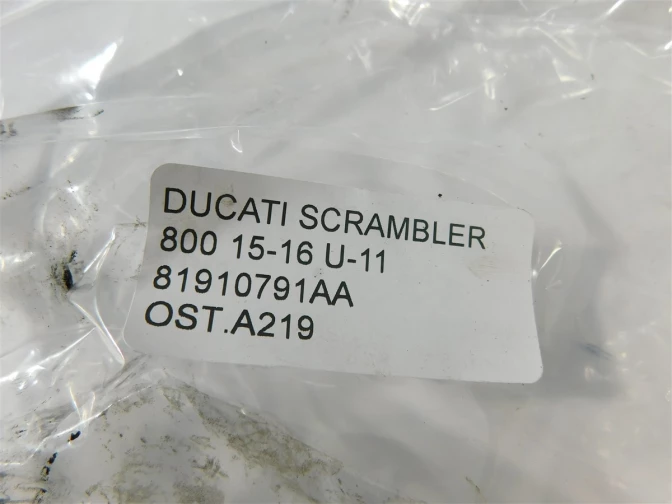 DUCATI SCRAMBLER
800 15-16 U-11
81910791AA
OST.A219